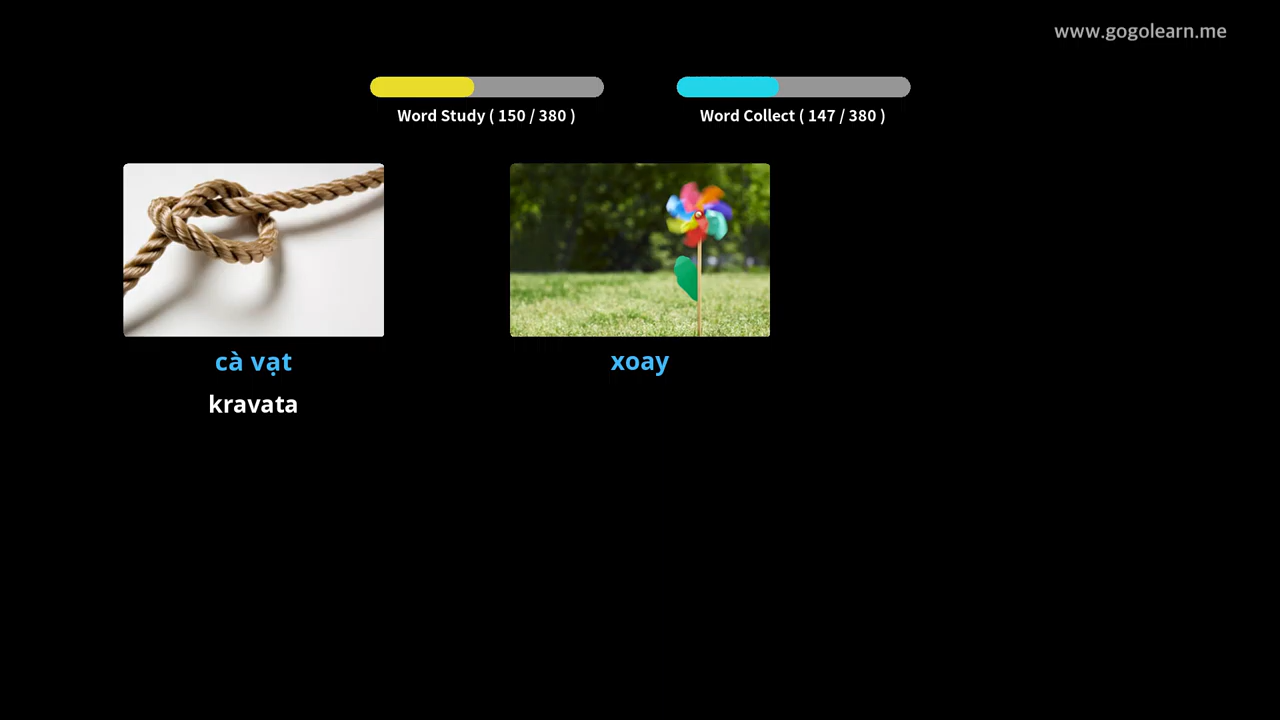 www.gogolearn.me
Word Study ( 150 / 380 )
Word Collect ( 147 / 380 )
cà vạt
kravata
xoay